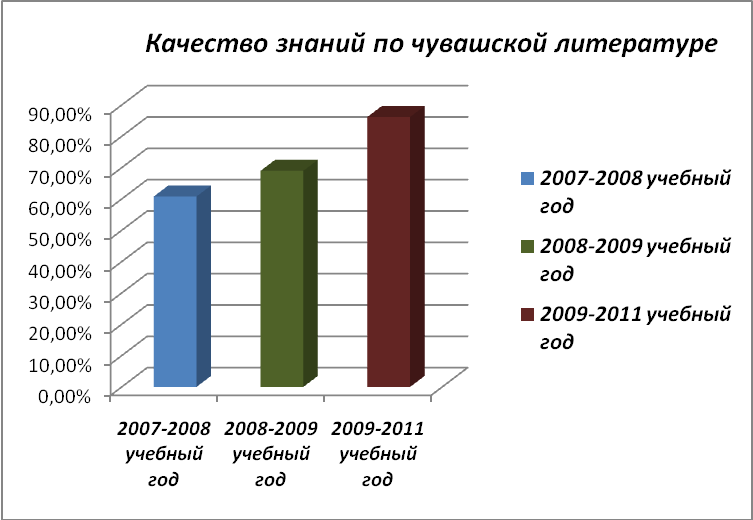 Качество знаний по чувашской литературе
90,00%
80,00%
70,00%
60,00%
50,00%
40,00%
30,00%
20,00%
10,00%
0,00%
2007-2008
учебный
год
2008-2009
учебный
год
2009-2011
учебный
год
2007-2008 учебный
год
2008-2009 учебный
год
2009-2011 учебный
год